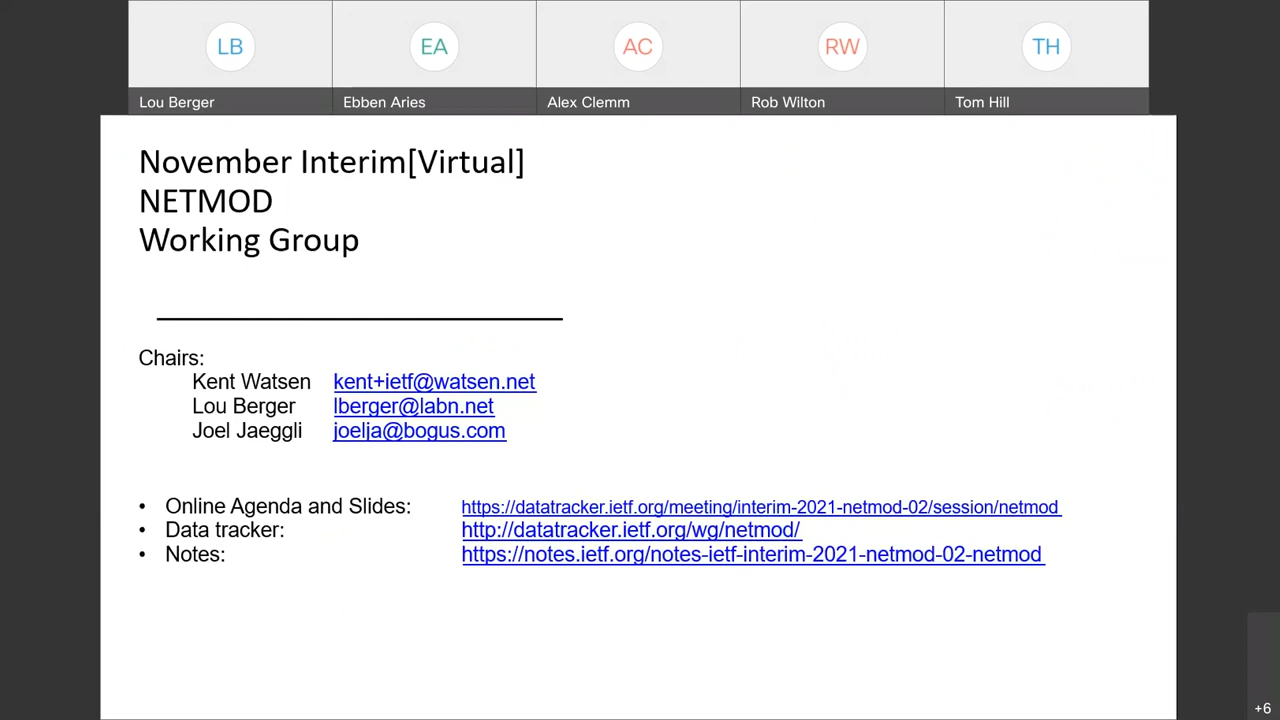 LB EA AC RW TH
Lou Berger Ebben Aries Alex Clemm Rob Wilton Tom Hill
November Interim[Virtual]
NETMOD
Working Group
Chairs:
Kent Watsen kent+ietf@watsen.net
Lou Berger lberger@labn.net
Joel Jaeggli joelja@bogus.com
• Online Agenda and Slides: https://datatracker.ietf.org/meeting/interim-2021-netmod-02/session/netmod
• Data tracker: http://datatracker.ietf.org/wg/netmod/
• Notes: https://notes.ietf.org/notes-ietf-interim-2021-netmod-02-netmod
+6